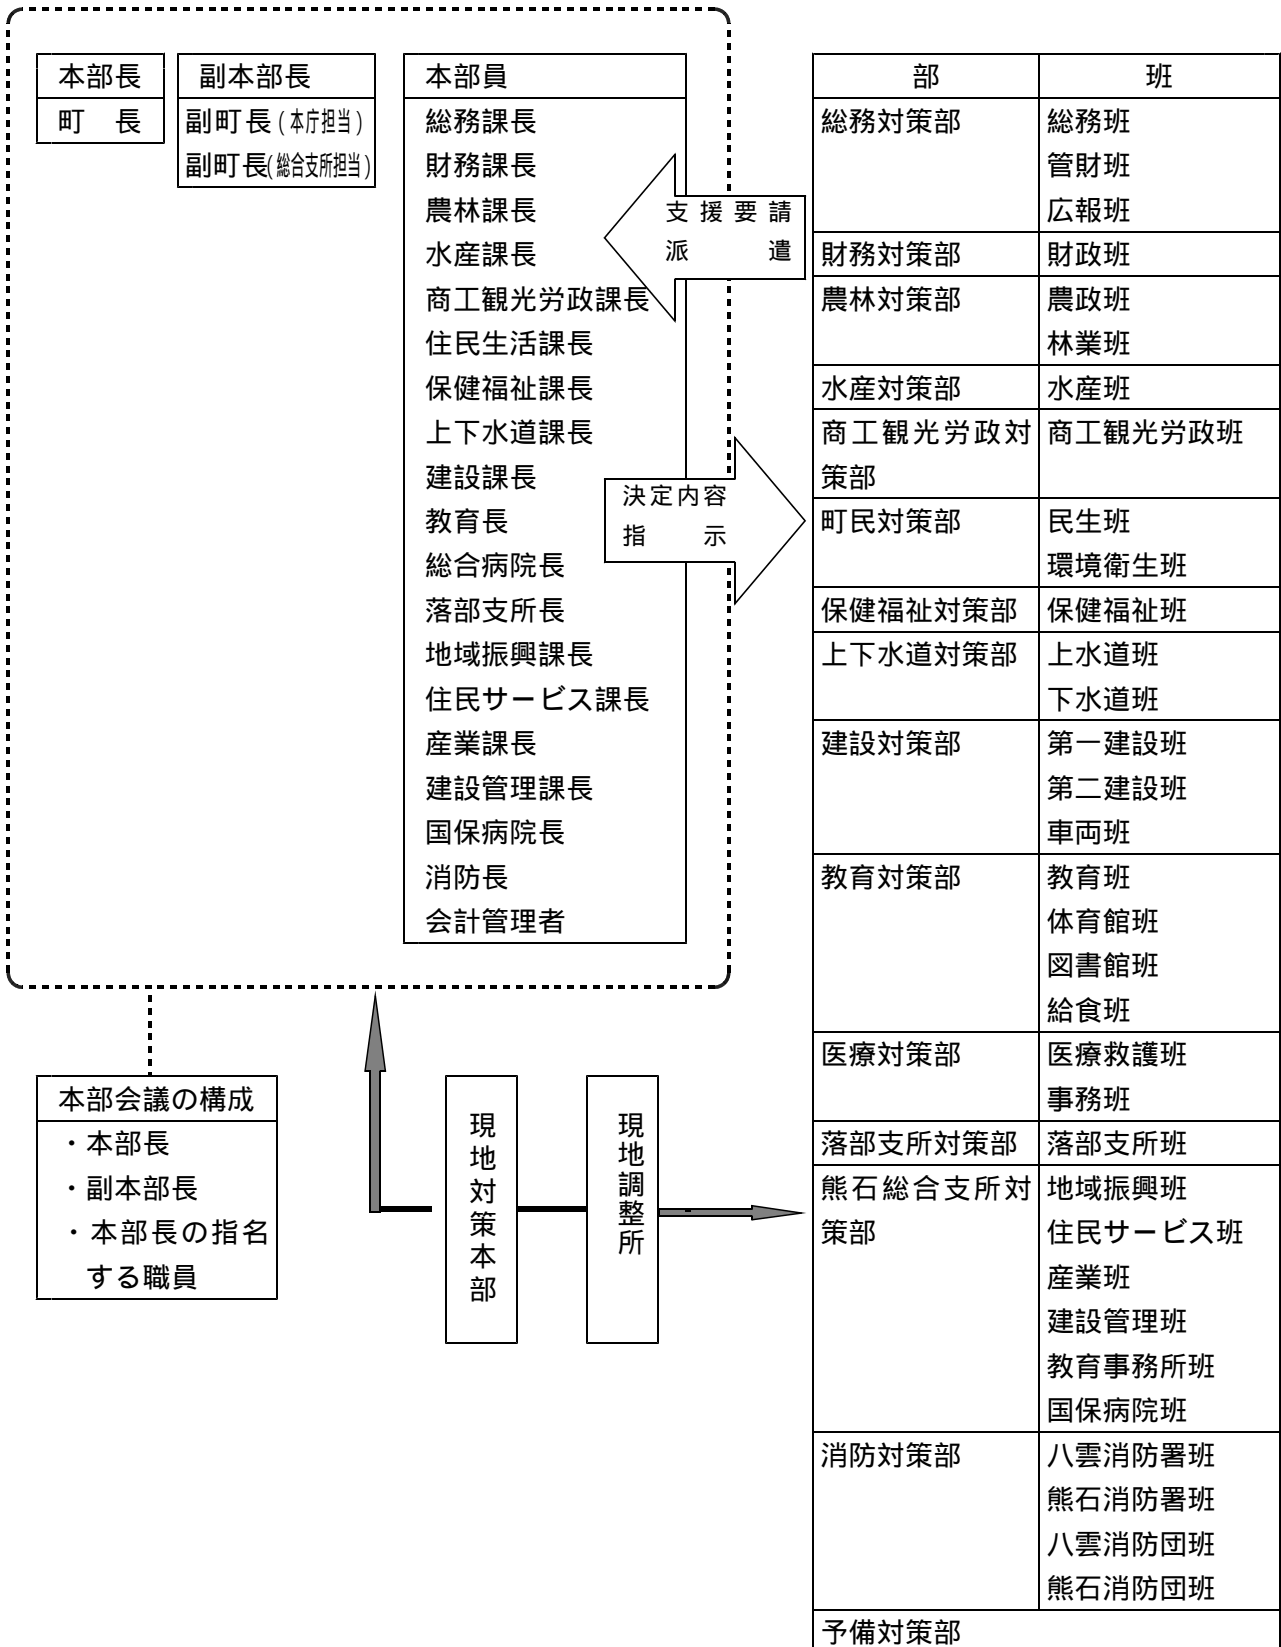 本部長
町　長
副本部長
副町長(本庁担当)
副町長(総合支所担当)
本部員
総務課長
財務課長
農林課長
水産課長
商工観光労政課長
住民生活課長
保健福祉課長
上下水道課長
建設課長
教育長
総合病院長
落部支所長
地域振興課長
住民サービス課長
産業課長
建設管理課長
国保病院長
消防長
会計管理者
支援要請
派　遣
決定内容
指　示
本部会議の構成
・本部長
・副本部長
・本部長の指名
する職員
現地対策本部
現地調整所
部　班
総務対策部　総務班
管財班
広報班
財務対策部　財政班
農林対策部　農政班
林業班
水産対策部　水産班
商工観光労政対　商工観光労政班
策部
町民対策部　民生班
環境衛生班
保健福祉対策部　保健福祉班
上下水道対策部　上水道班
下水道班
建設対策部　第一建設班
第二建設班
車両班
教育対策部　教育班
体育館班
図書館班
給食班
医療対策部　医療救護班
事務班
落部支所対策部　落部支所班
熊石総合支所対　地域振興班
策部　住民サービス班
産業班
建設管理班
教育事務所班
国保病院班
消防対策部　八雲消防署班
熊石消防署班
八雲消防団班
熊石消防団班
予備対策部